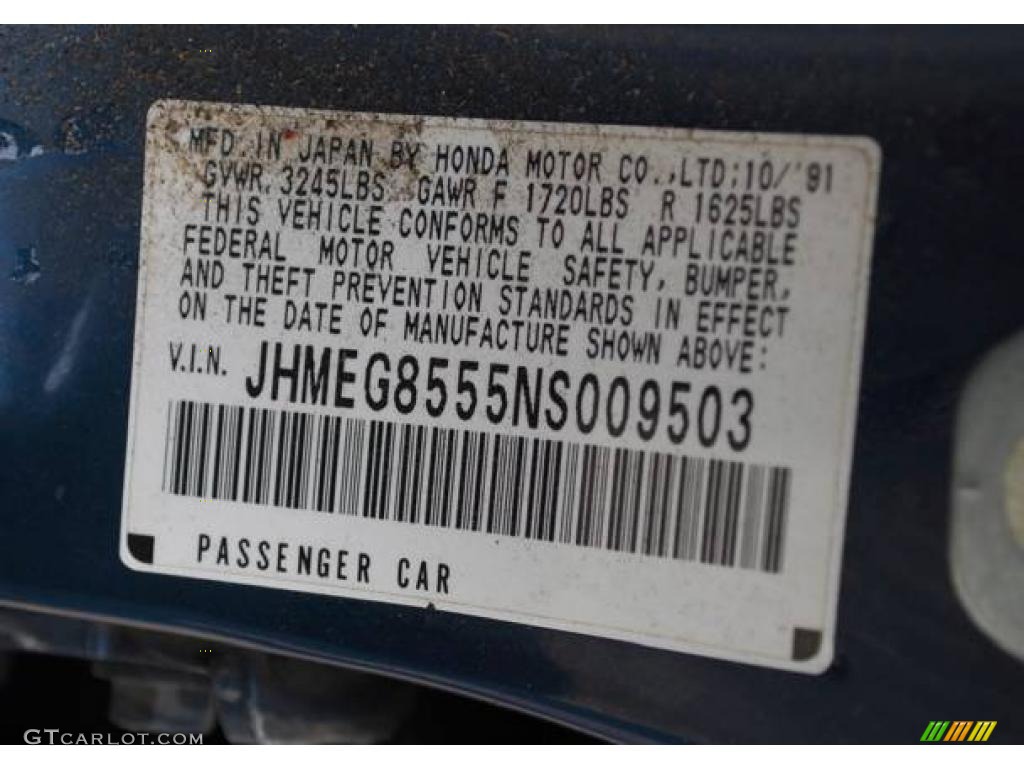 MFD IN JAPAN BY HONDA MOTOR CO.,LTD;10/'91
GVWR 3245LBS GAWR F 1720LBS R 1625LBS
THIS VEHICLE CONFORMS TO ALL APPLICABLE
FEDERAL MOTOR VEHICLE SAFETY, BUMPER,
AND THEFT PREVENTION STANDARDS IN EFFECT
ON THE DATE OF MANUFACTURE SHOWN ABOVE:
V.I.N. JHMEG8555NS009503
PASSENGER CAR
GTCARLOT.COM